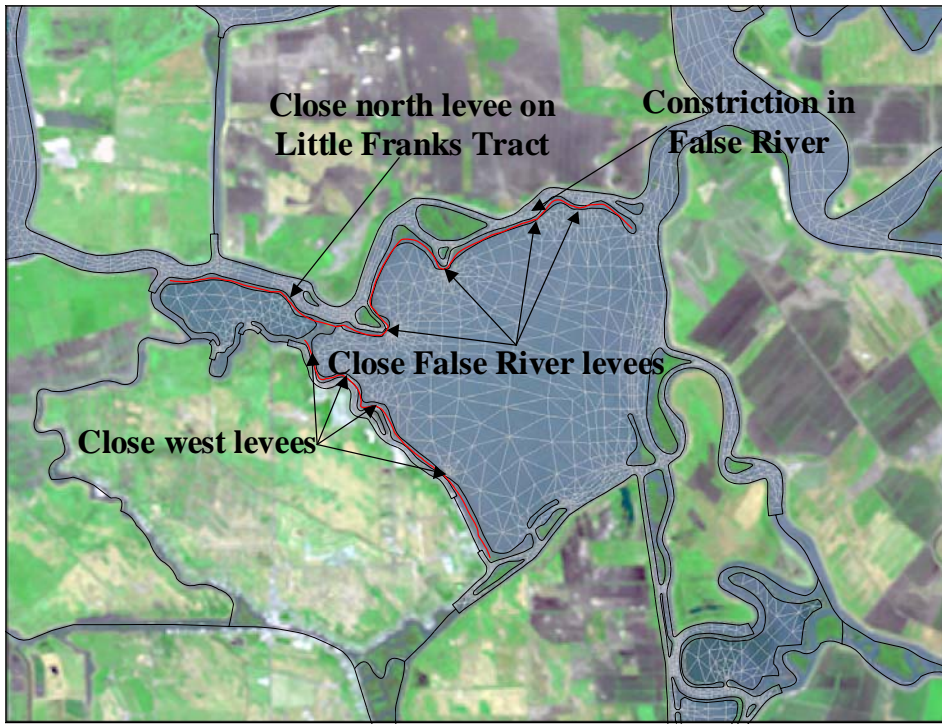 Close north levee on
Little Franks Tract
Constriction in
False River
Close False River levees
Close west levees